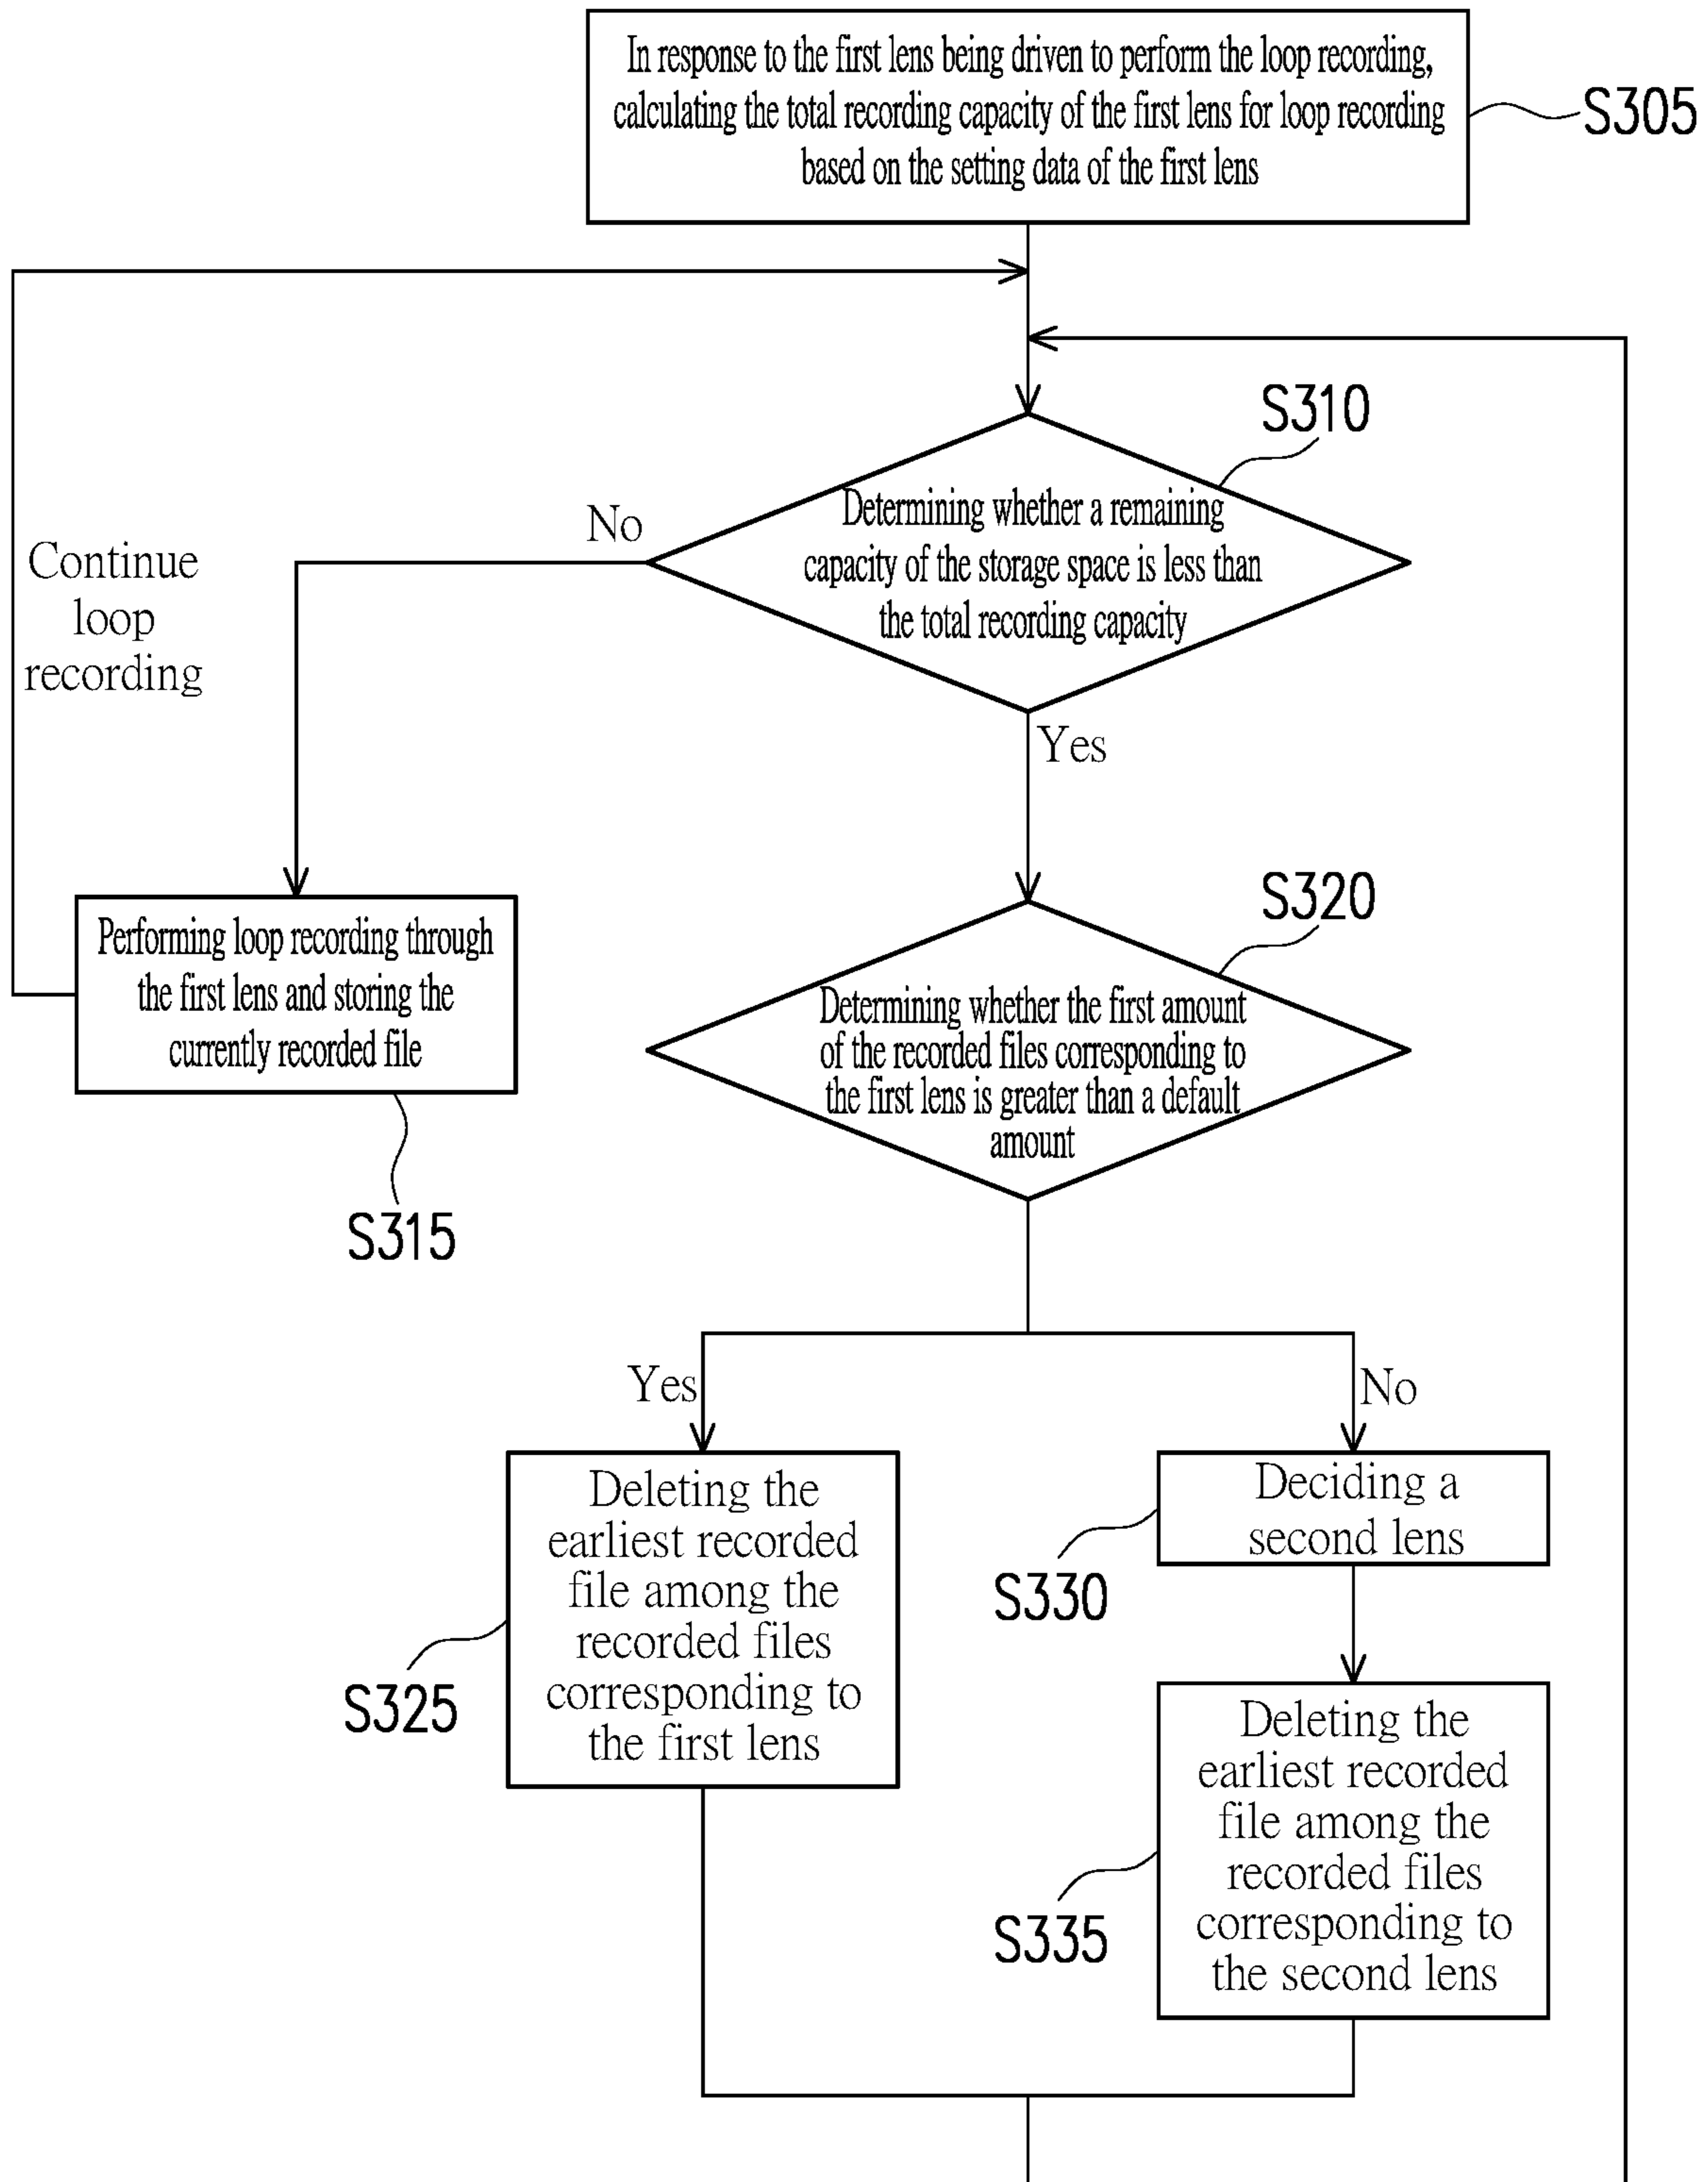 In response to the first lens being driven to perform the loop recording,
calculating the total recording capacity of the first lens for loop recording
based on the setting data of the first lens
S305
S310
Determining whether a remaining
capacity of the storage space is less than
the total recording capacity
No
Yes
Continue
loop
recording
Performing loop recording through
the first lens and storing the
currently recorded file
S315
S320
Determining whether the first amount
of the recorded files corresponding to
the first lens is greater than a default
amount
Yes
No
Deleting the
earliest recorded
file among the
recorded files
corresponding to
the first lens
S325
Deciding a
second lens
S330
Deleting the
earliest recorded
file among the
recorded files
corresponding to
the second lens
S335